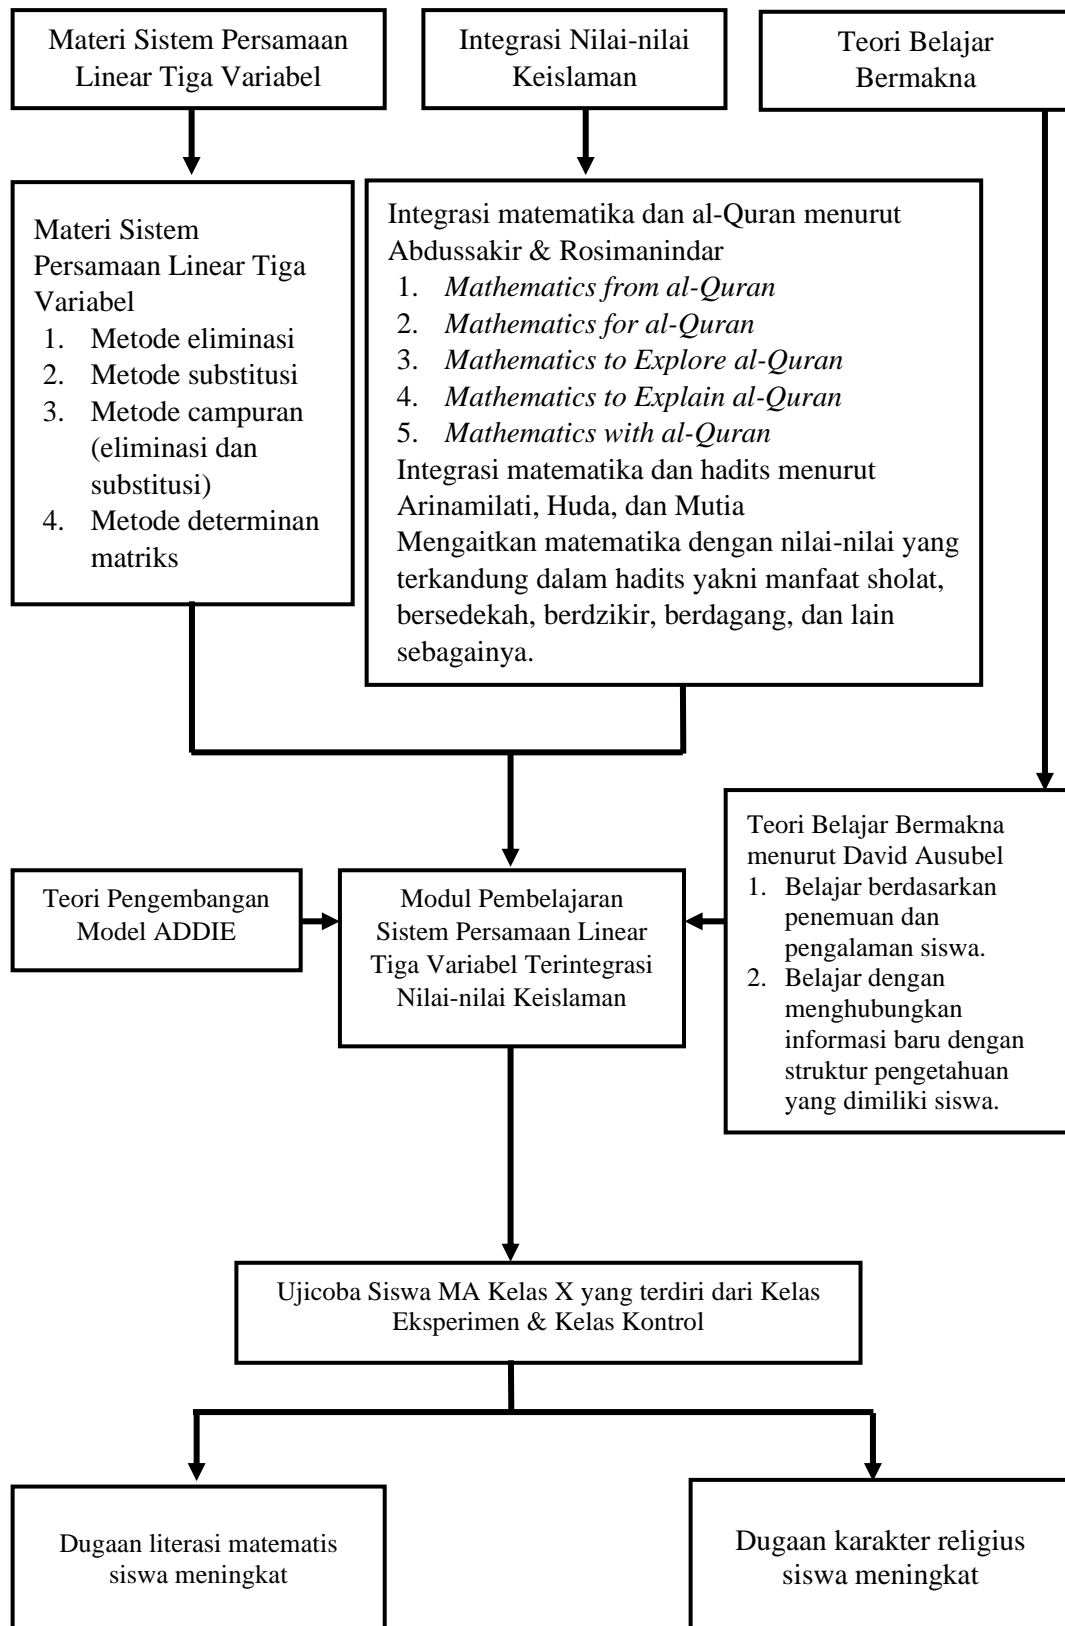 Materi Sistem Persamaan
Linear Tiga Variabel
Integrasi Nilai-nilai
Keislaman
Teori Belajar
Bermakna
Materi Sistem
Persamaan Linear Tiga
Variabel
1. Metode eliminasi
2. Metode substitusi
3. Metode campuran
(eliminasi dan
substitusi)
4. Metode determinan
matriks
Integrasi matematika dan al-Quran menurut
Abdussakir & Rosimanindar
1. Mathematics from al-Quran
2. Mathematics for al-Quran
3. Mathematics to Explore al-Quran
4. Mathematics to Explain al-Quran
5. Mathematics with al-Quran
Integrasi matematika dan hadits menurut
Arinamilati, Huda, dan Mutia
Mengaitkan matematika dengan nilai-nilai yang
terkandung dalam hadits yakni manfaat sholat,
bersedekah, berdzikir, berdagang, dan lain
sebagainya.
Teori Belajar Bermakna
menurut David Ausubel
1. Belajar berdasarkan
penemuan dan
pengalaman siswa.
2. Belajar dengan
menghubungkan
informasi baru dengan
struktur pengetahuan
yang dimiliki siswa.
Teori Pengembangan
Model ADDIE
Modul Pembelajaran
Sistem Persamaan Linear
Tiga Variabel Terintegrasi
Nilai-nilai Keislaman
Ujicoba Siswa MA Kelas X yang terdiri dari Kelas
Eksperimen & Kelas Kontrol
Dugaan literasi matematis
siswa meningkat
Dugaan karakter religius
siswa meningkat